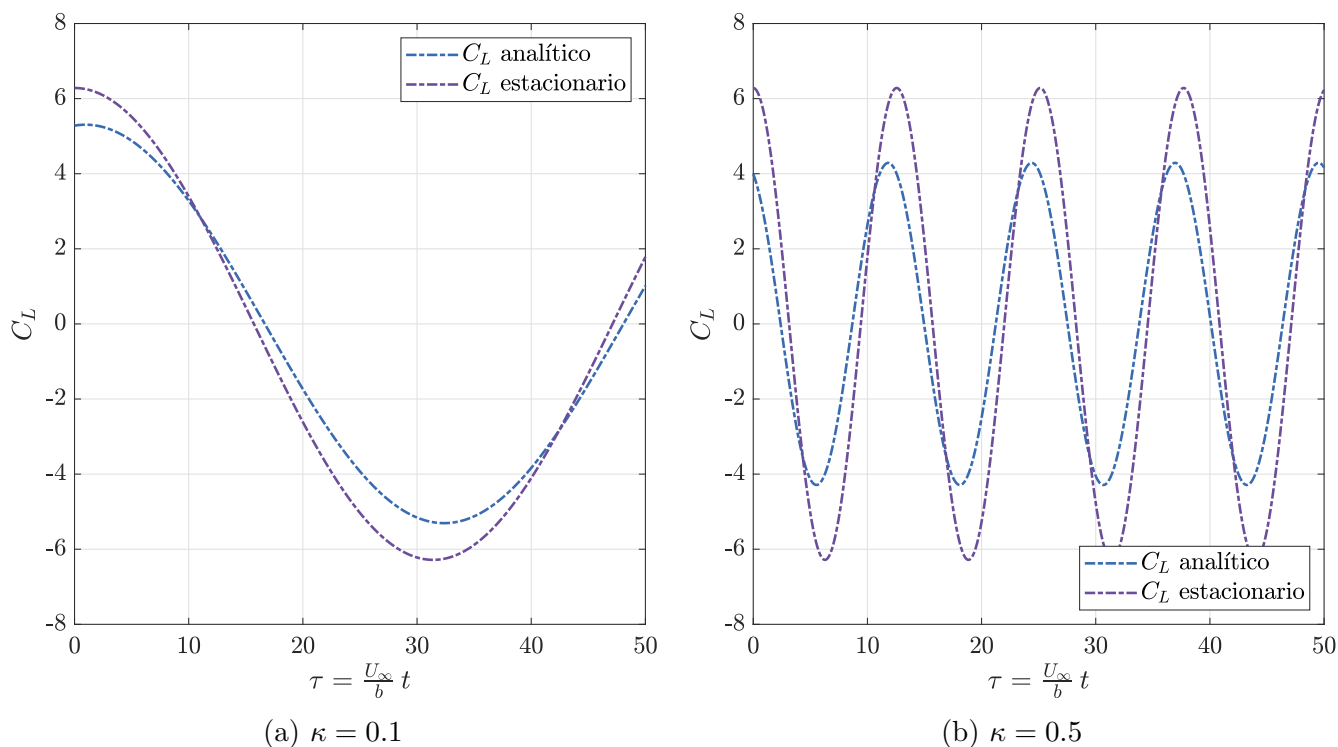 8
6
4
2
0
-2
-4
-6
-8
C_L
C_L analítico
C_L estacionario
0 10 20 30 40 50
τ = U∞/b t
(a) κ = 0.1
8
6
4
2
0
-2
-4
-6
-8
C_L
C_L analítico
C_L estacionario
0 10 20 30 40 50
τ = U∞/b t
(b) κ = 0.5